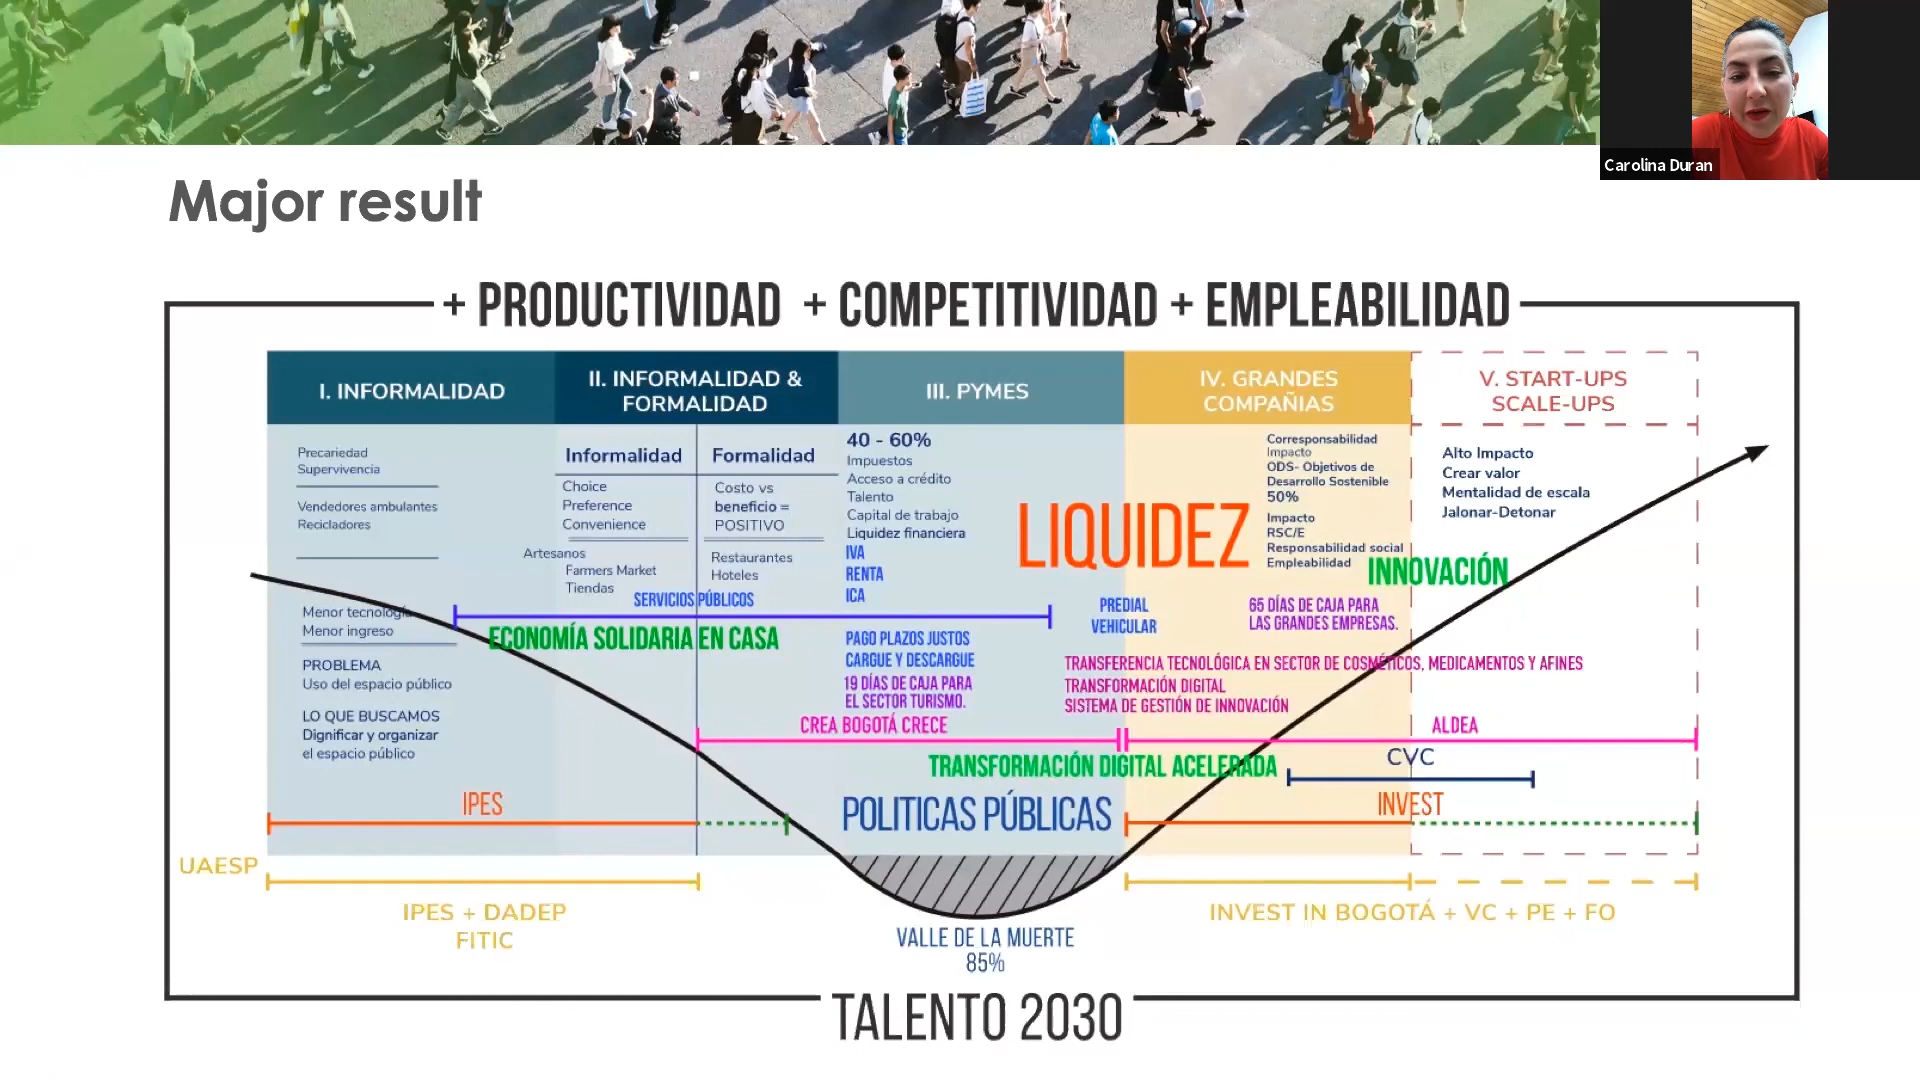 Carolina Duran
Major result
+ PRODUCTIVIDAD + COMPETITIVIDAD + EMPLEABILIDAD
I. INFORMALIDAD
II. INFORMALIDAD &
FORMALIDAD
III. PYMES
IV. GRANDES
COMPAÑIAS
V. START-UPS
SCALE-UPS
Precariedad
Supervivencia
Vendedores ambulantes
Recicladores
Menor tecnología
Menor ingreso
PROBLEMA
Uso del espacio público
LO QUE BUSCAMOS
Dignificar y organizar
el espacio público
Informalidad
Choice
Preference
Convenience
Artesanos
Farmers Market
Tiendas
Formalidad
Costo vs
beneficio =
POSITIVO
Restaurantes
Hoteles
SERVICIOS PÚBLICOS
ECONOMÍA SOLIDARIA EN CASA
40 - 60%
Impuestos
Acceso a crédito
Talento
Capital de trabajo
Liquidez financiera
IVA
RENTA
ICA
PAGO PLAZOS JUSTOS
CARGUE Y DESCARGUE
19 DÍAS DE CAJA PARA
EL SECTOR TURISMO.
CREA BOGOTÁ CRECE
LIQUIDEZ
Corresponsabilidad
Impacto
ODS- Objetivos de
Desarrollo Sostenible
50%
Impacto
RSC/E
Responsabilidad social
Empleabilidad
PREDIAL
VEHICULAR
65 DÍAS DE CAJA PARA
LAS GRANDES EMPRESAS.
Alto Impacto
Crear valor
Mentalidad de escala
Jalonar-Detonar
INNOVACIÓN
TRANSFERENCIA TECNOLÓGICA EN SECTOR DE COSMÉTICOS, MEDICAMENTOS Y AFINES
TRANSFORMACIÓN DIGITAL
SISTEMA DE GESTIÓN DE INNOVACIÓN
ALDEA
TRANSFORMACIÓN DIGITAL ACELERADA
CVC
IPES
POLITICAS PÚBLICAS
INVEST
UAESP
IPES + DADEP
FITIC
VALLE DE LA MUERTE
85%
INVEST IN BOGOTÁ + VC + PE + FO
TALENTO 2030